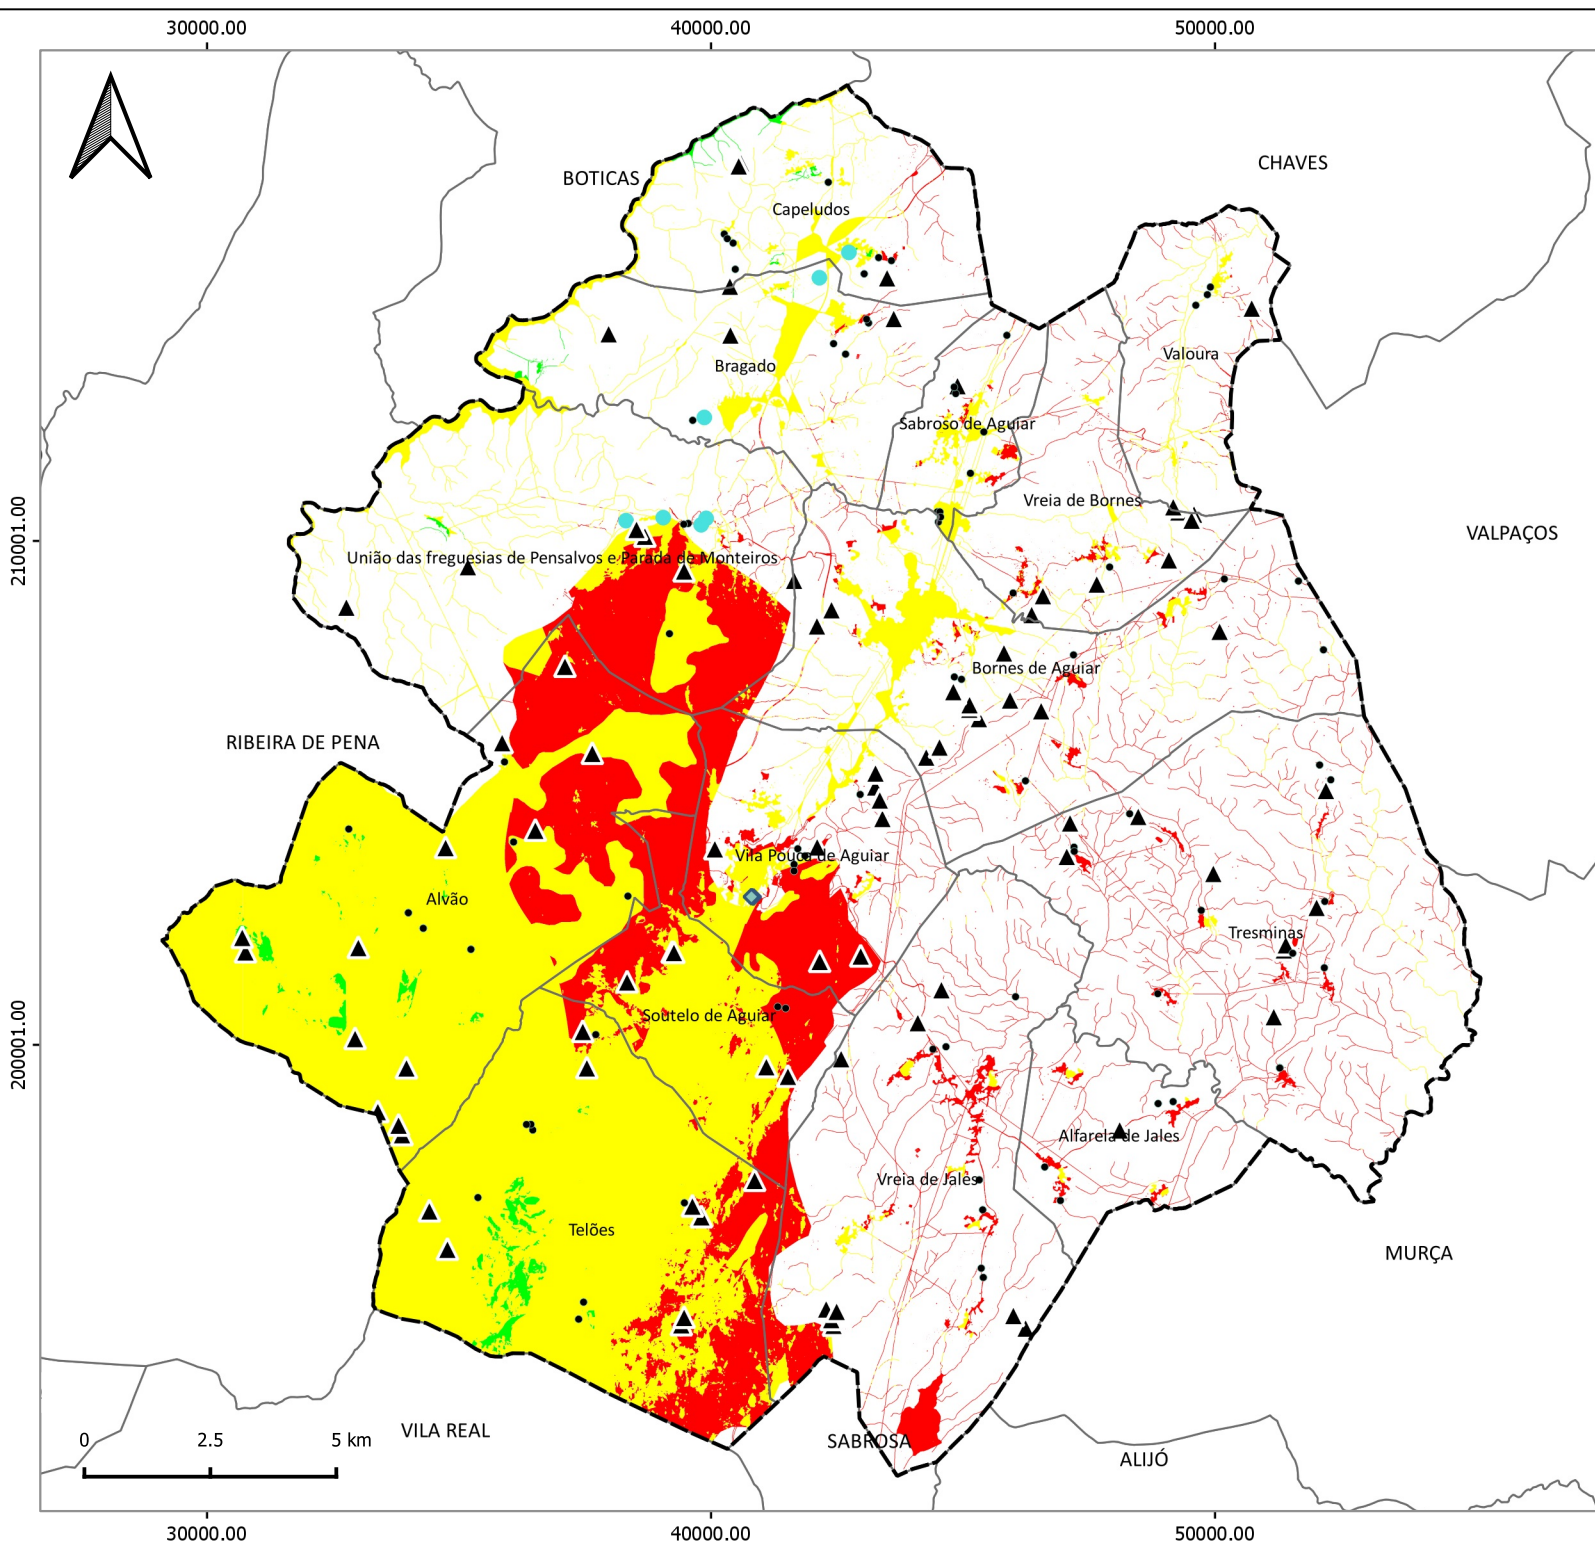 30000.00 40000.00 50000.00
CHAVES
BOTICAS
Capeludos
Valoura
Bragado
Sabroso de Aguiar
Vreia de Bornes
210001.00
VALPAÇOS
União das freguesias de Pensalvos e Parada de Monteiros
Bornes de Aguiar
RIBEIRA DE PENA
Vila Pouca de Aguiar
Alvão
Tresminas
Soutelo de Aguiar
200001.00
Alfarela de Jales
Vreia de Jales
Telões
MURÇA
VILA REAL
SABROSA
0 2.5 5 km
ALIJÓ
30000.00 40000.00 50000.00